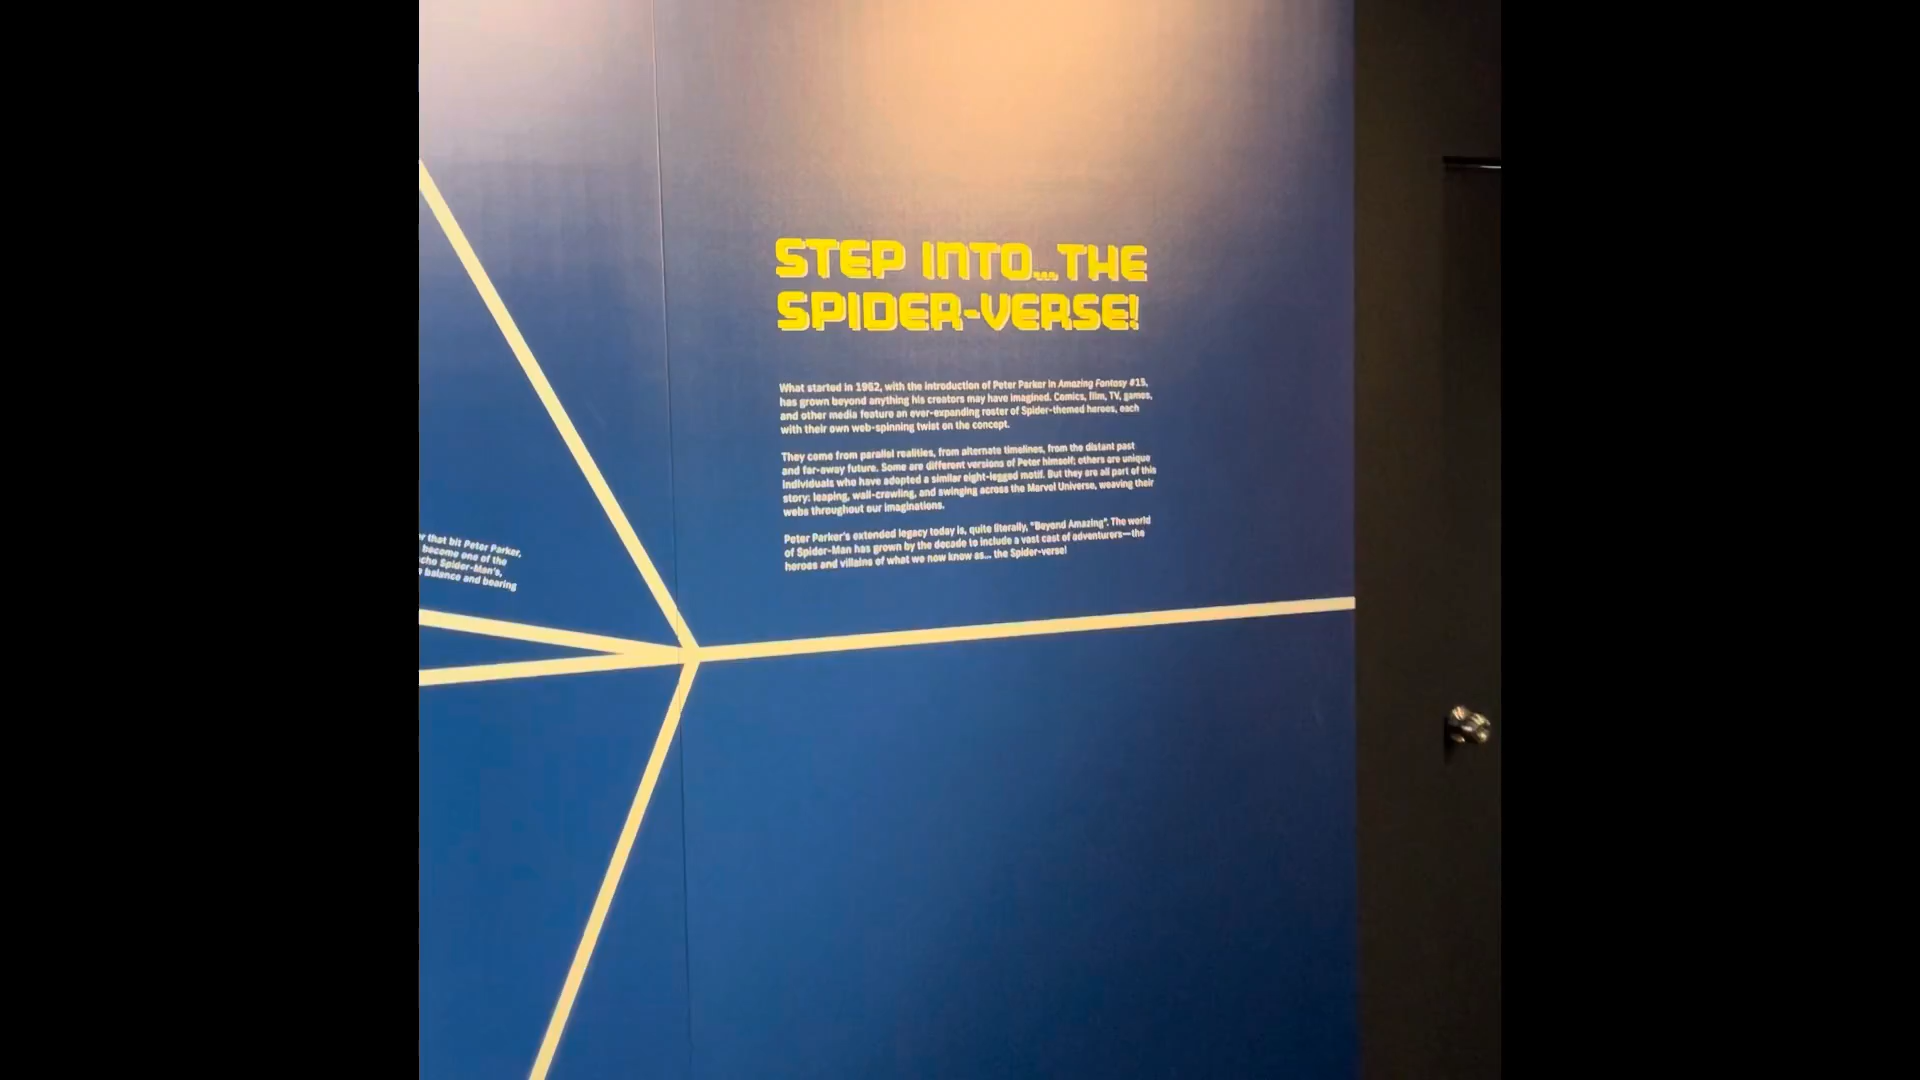 STEP INTO...THE
SPIDER-VERSE!
What started in 1962, with the introduction of Peter Parker in Amazing Fantasy #15,
has grown beyond anything his creators may have imagined. Comics, film, TV, games,
and other media feature an ever-expanding roster of Spider-themed heroes, each
with their own web-spinning twist on the concept.
They come from parallel realities, from alternate timelines, from the distant past
and far-away future. Some are different versions of Peter himself; others are unique
individuals who have adopted a similar eight-legged motif. But they are all part of this
story: leaping, wall-crawling, and swinging across the Marvel Universe, weaving their
webs throughout our imaginations.
Peter Parker's extended legacy today is, quite literally, "Beyond Amazing". The world
of Spider-Man has grown by the decade to include a vast cast of adventurers—the
heroes and villains of what we now know as... the Spider-verse!
that bit Peter Parker,
become one of the
Spider-Man's,
balance and bearing